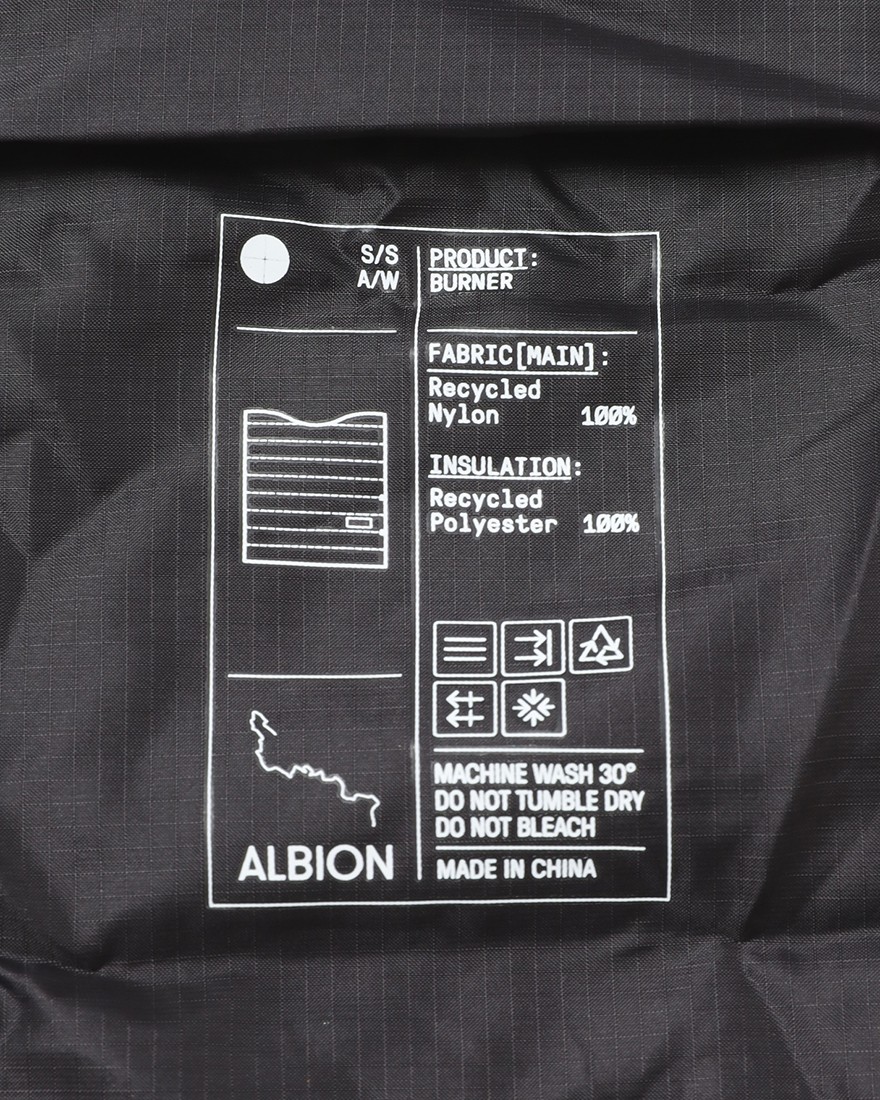 S/S
A/W
PRODUCT:
BURNER
FABRIC[MAIN]:
Recycled
Nylon 100%
INSULATION:
Recycled
Polyester 100%
MACHINE WASH 30°
DO NOT TUMBLE DRY
DO NOT BLEACH
ALBION
MADE IN CHINA